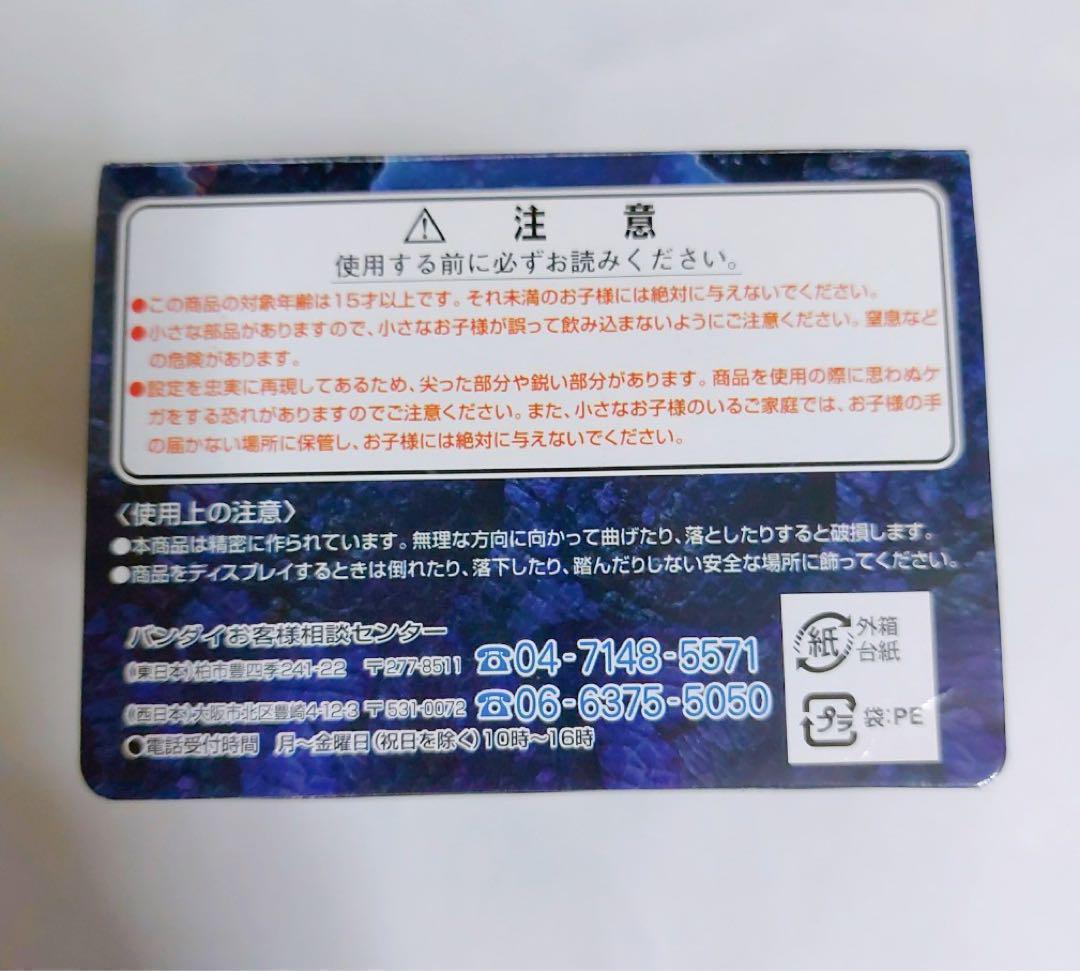 ⚠ 注意
使用する前に必ずお読みください。
●この商品の対象年齢は15才以上です。それ未満のお子様には絶対に与えないでください。
●小さな部品がありますので、小さなお子様が誤って飲み込まないようにご注意ください。窒息など
の危険があります。
●設定を忠実に再現してあるため、尖った部分や鋭い部分があります。商品を使用の際に思わぬケ
ガをする恐れがありますのでご注意ください。また、小さなお子様のいるご家庭では、お子様の手
の届かない場所に保管し、お子様には絶対に与えないでください。
〈使用上の注意〉
●本商品は精密に作られています。無理な方向に向かって曲げたり、落としたりすると破損します。
●商品をディスプレイするときは倒れたり、落下したり、踏んだりしない安全な場所に飾ってください。
バンダイお客様相談センター
(東日本)柏市豊四季241-22 〒277-8511 ☎04-7148-5571
(西日本)大阪市北区豊崎4-12-3 〒531-0072 ☎06-6375-5050
●電話受付時間 月〜金曜日(祝日を除く)10時〜16時
紙 外箱
台紙
プラ 袋:PE